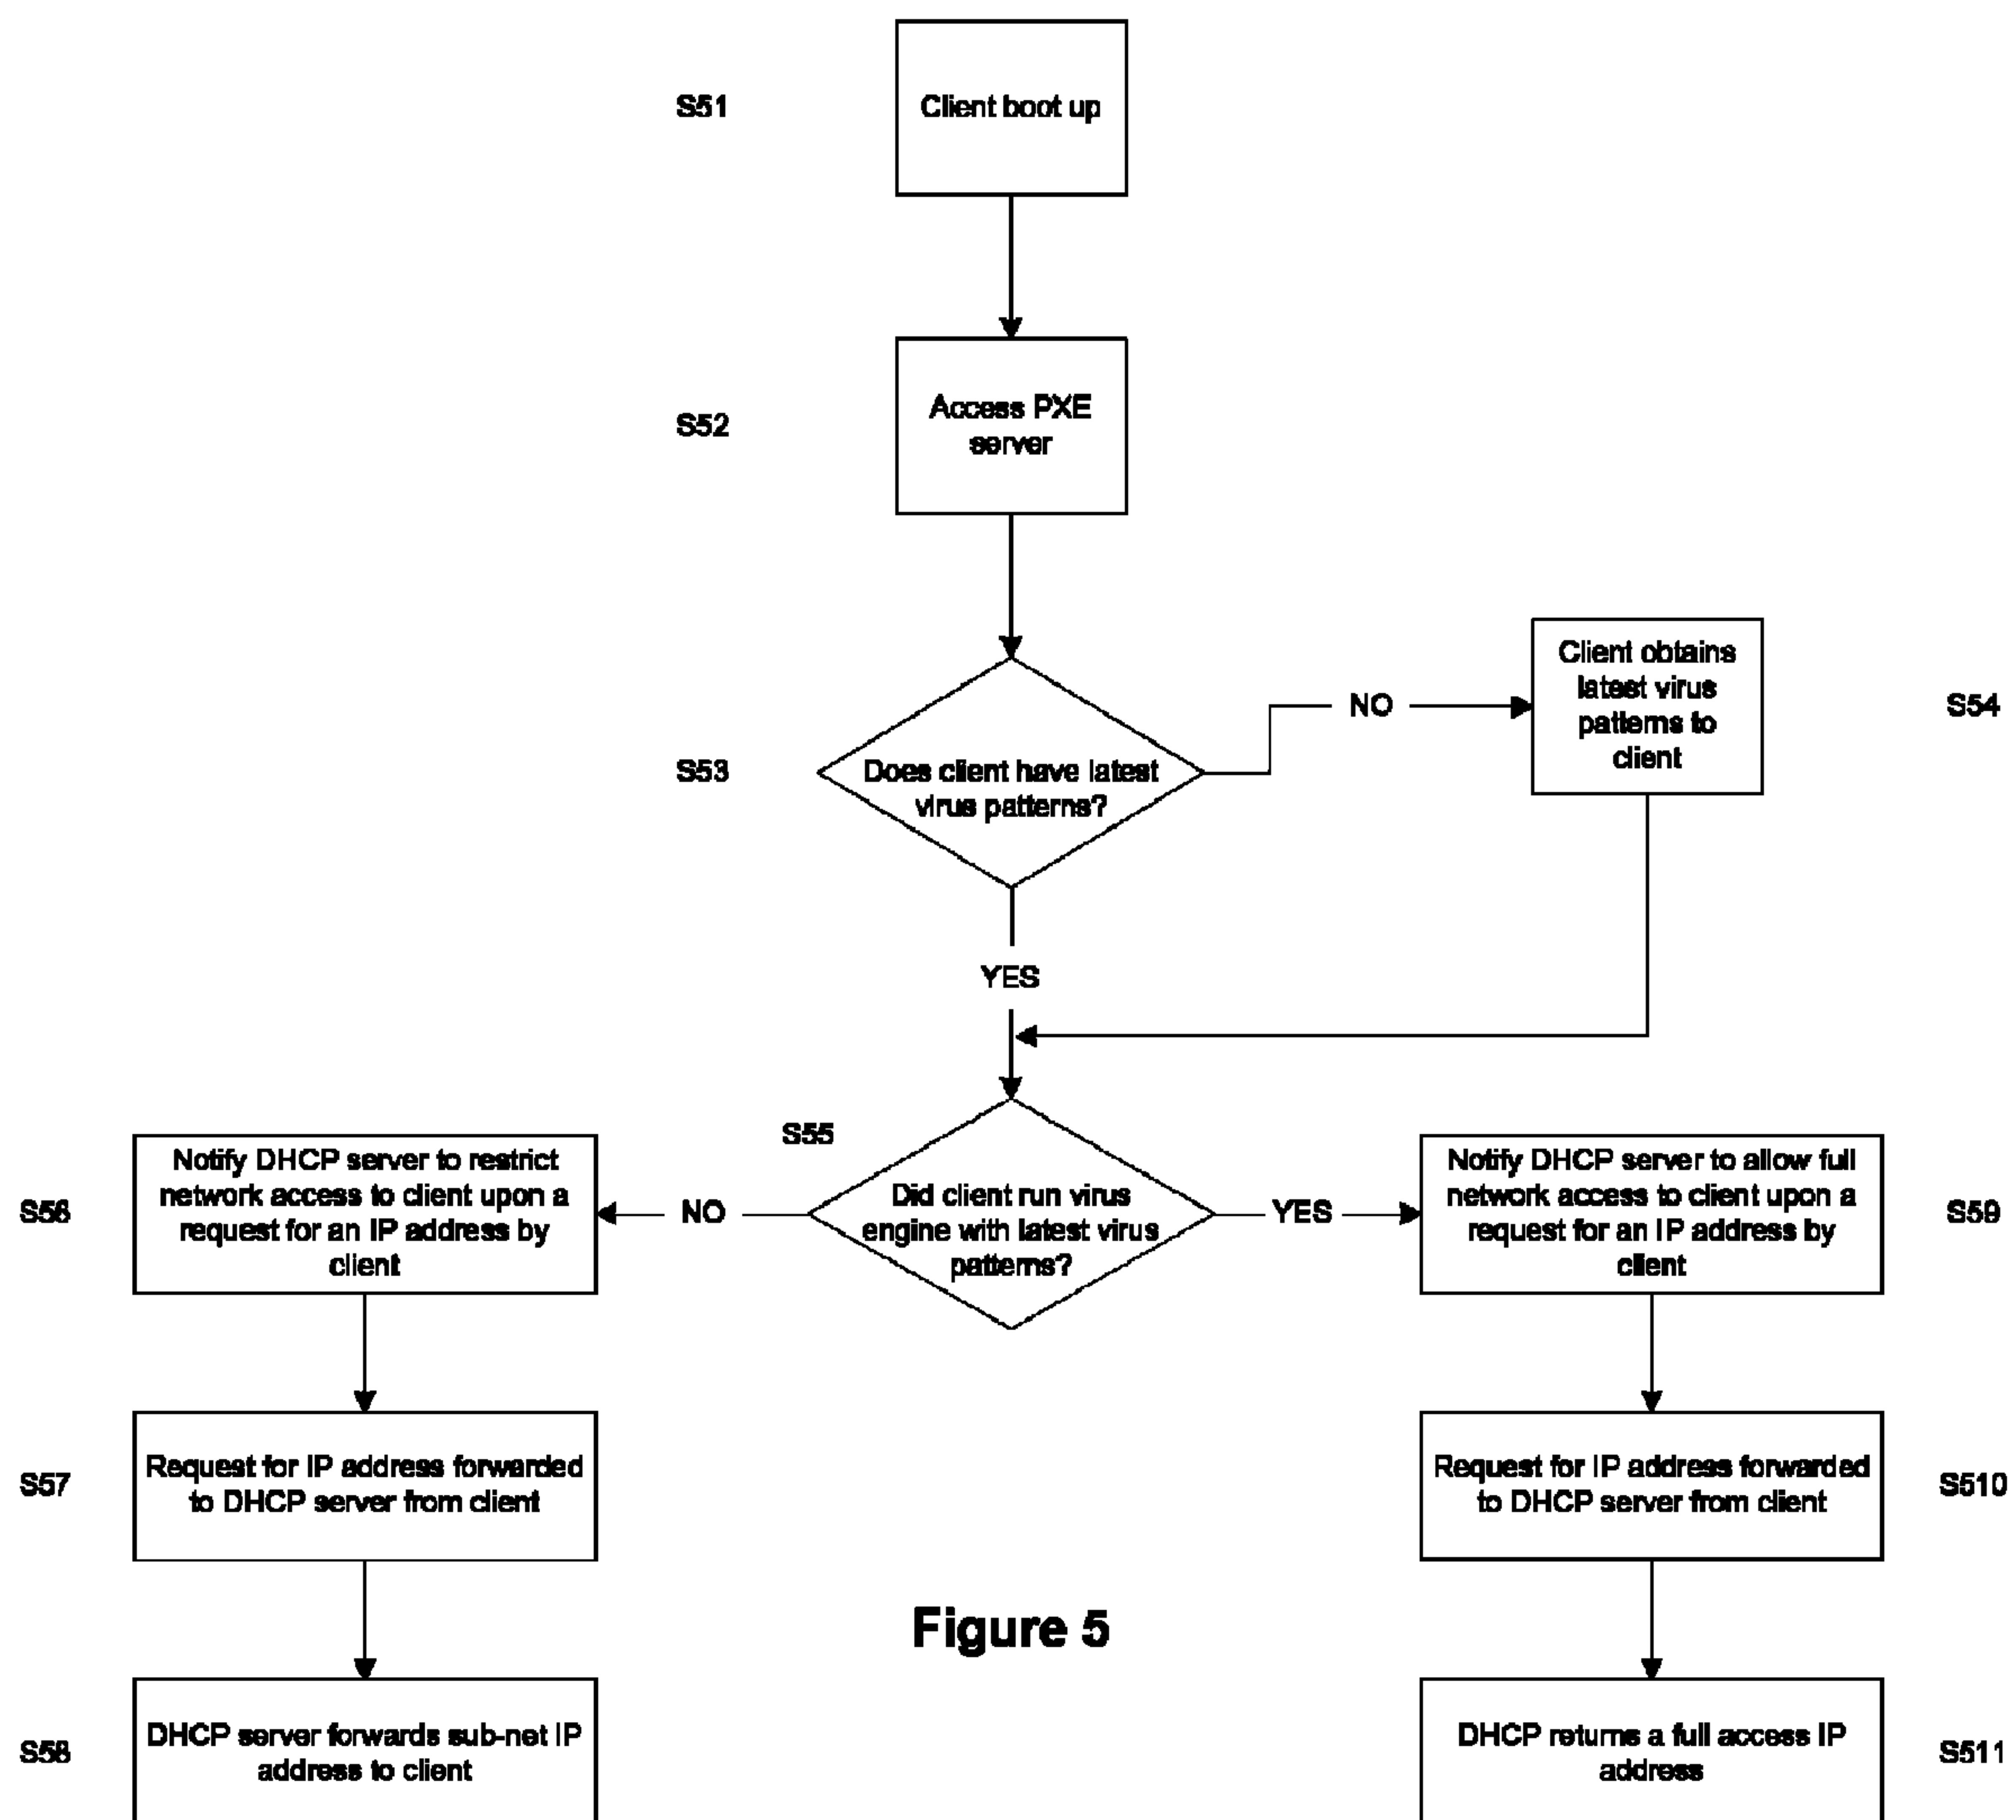 S51
Client boot up
S52
Access PXE
server
S53
Does client have latest
virus patterns?
NO
Client obtains
latest virus
patterns to
client
S54
YES
S55
Did client run virus
engine with latest virus
patterns?
NO
YES
S56
Notify DHCP server to restrict
network access to client upon a
request for an IP address by
client
Notify DHCP server to allow full
network access to client upon a
request for an IP address by
client
S59
S57
Request for IP address forwarded
to DHCP server from client
Request for IP address forwarded
to DHCP server from client
S510
Figure 5
S58
DHCP server forwards sub-net IP
address to client
DHCP returns a full access IP
address
S511